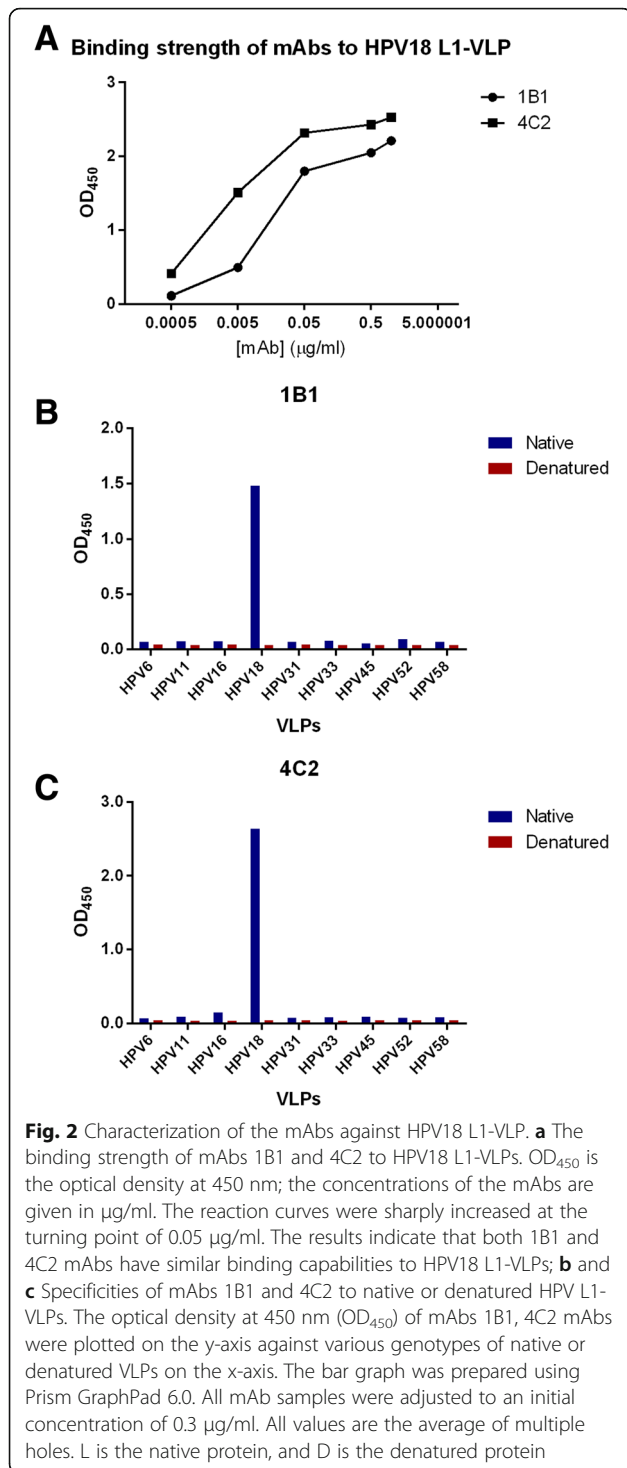 A Binding strength of mAbs to HPV18 L1-VLP
3
2
1
0
OD450
0.0005 0.005 0.05 0.5 5.000001
[mAb] (µg/ml)
1B1
4C2
B
1B1
2.0
1.5
1.0
0.5
0.0
OD450
HPV6 HPV11 HPV16 HPV18 HPV31 HPV33 HPV45 HPV52 HPV58
VLPs
Native
Denatured
C
4C2
3.0
2.0
1.0
0.0
OD450
HPV6 HPV11 HPV16 HPV18 HPV31 HPV33 HPV45 HPV52 HPV58
VLPs
Native
Denatured
Fig. 2 Characterization of the mAbs against HPV18 L1-VLP. a The
binding strength of mAbs 1B1 and 4C2 to HPV18 L1-VLPs. OD450 is
the optical density at 450 nm; the concentrations of the mAbs are
given in µg/ml. The reaction curves were sharply increased at the
turning point of 0.05 µg/ml. The results indicate that both 1B1 and
4C2 mAbs have similar binding capabilities to HPV18 L1-VLPs; b and
c Specificities of mAbs 1B1 and 4C2 to native or denatured HPV L1-
VLPs. The optical density at 450 nm (OD450) of mAbs 1B1, 4C2 mAbs
were plotted on the y-axis against various genotypes of native or
denatured VLPs on the x-axis. The bar graph was prepared using
Prism GraphPad 6.0. All mAb samples were adjusted to an initial
concentration of 0.3 µg/ml. All values are the average of multiple
holes. L is the native protein, and D is the denatured protein